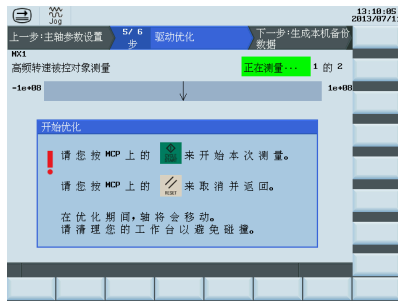 Jog
13:10:05
2013/07/1
上一步:主轴参数设置
5/ 6
步
驱动优化
下一步:生成本机备份
数据
MX1
高频转速被控对象测量
正在测量···
1 的 2
-1e+08
1e+08
开始优化
请您按 MCP 上的 来开始本次测量。
请您按 MCP 上的 RESET 来取消并返回。
在优化期间,轴将会移动。
请清理您的工作台以避免碰撞。